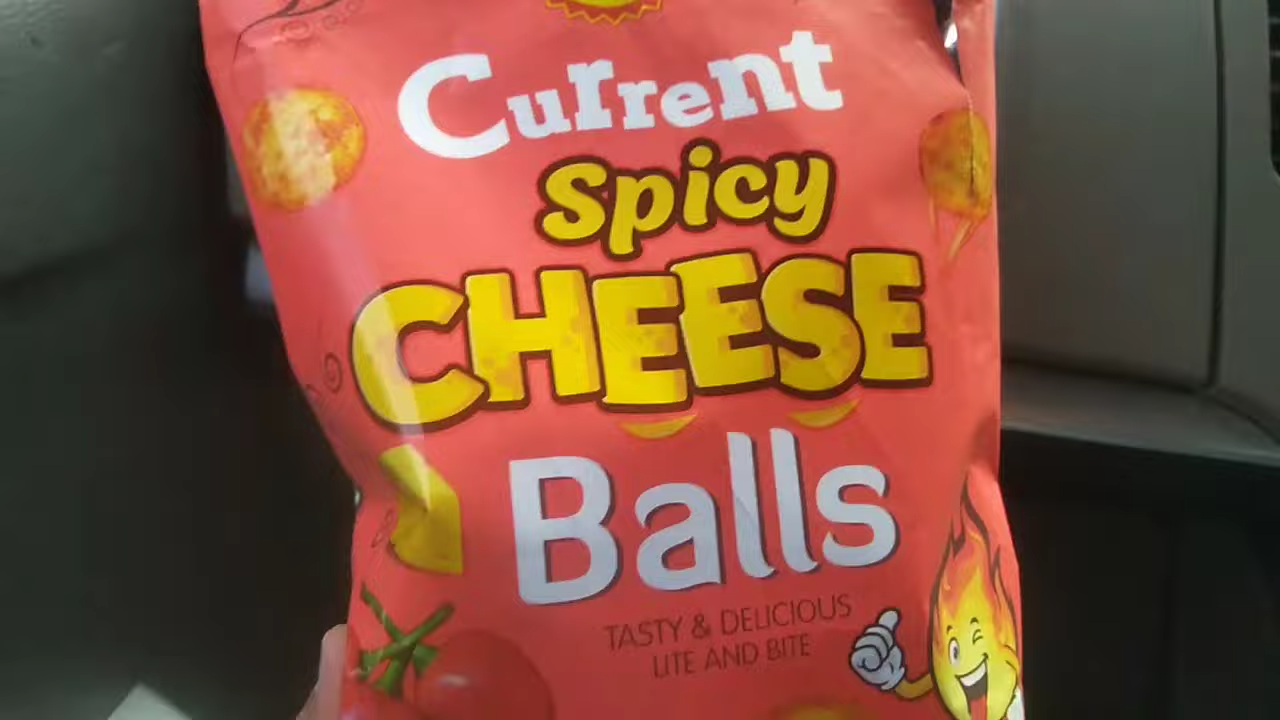 Current
Spicy
CHEESE
Balls
TASTY & DELICIOUS
LITE AND BITE